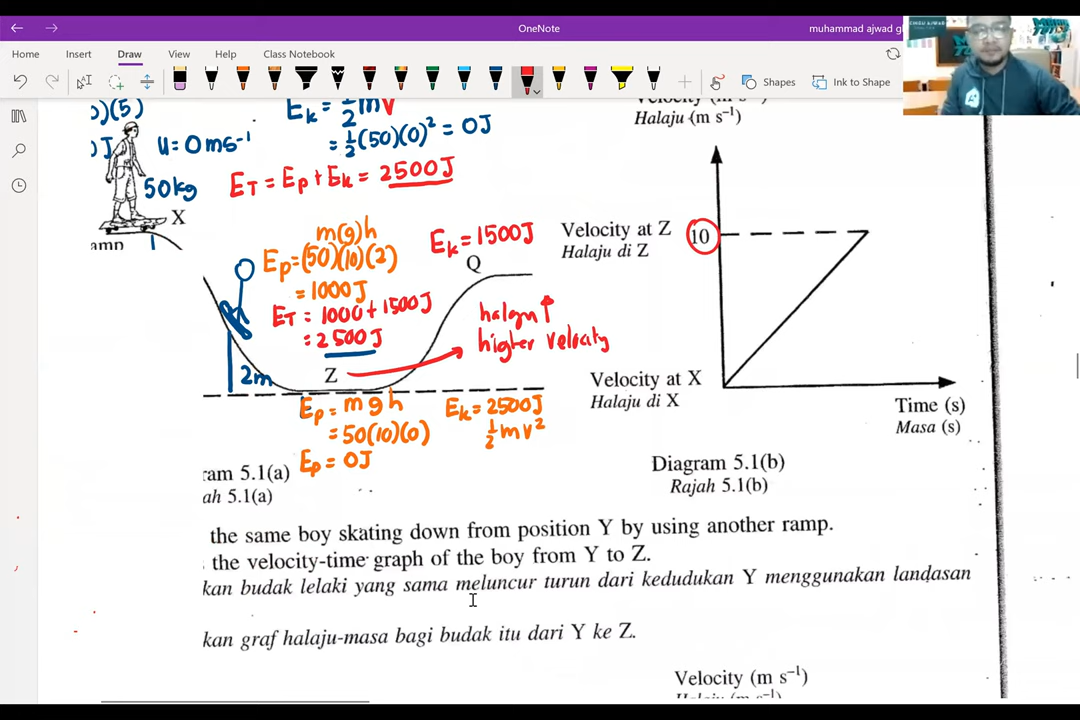 OneNote
muhammad ajwad g
Home Insert Draw View Help Class Notebook
Shapes Ink to Shape
)(5)
Ek = ½mv
= ½(50)(0)² = 0J
)J
u = 0ms⁻¹
50kg
X
amp
ET = Ep + Ek = 2500J
m(g)h
Ep = (50)(10)(2)
= 1000J
ET = 1000 + 1500J
= 2500J
Ek = 1500J
Q
halaju ↑
higher velocity
2m
Z
Ep = mgh
= 50(10)(0)
Ep = 0J
Ek = 2500J
½mv²
ram 5.1(a)
ah 5.1(a)
Velocity (m s⁻¹)
Halaju (m s⁻¹)
Velocity at Z
Halaju di Z
10
Velocity at X
Halaju di X
Time (s)
Masa (s)
Diagram 5.1(b)
Rajah 5.1(b)
the same boy skating down from position Y by using another ramp.
the velocity-time graph of the boy from Y to Z.
kan budak lelaki yang sama meluncur turun dari kedudukan Y menggunakan landasan
kan graf halaju-masa bagi budak itu dari Y ke Z.
Velocity (m s⁻¹)